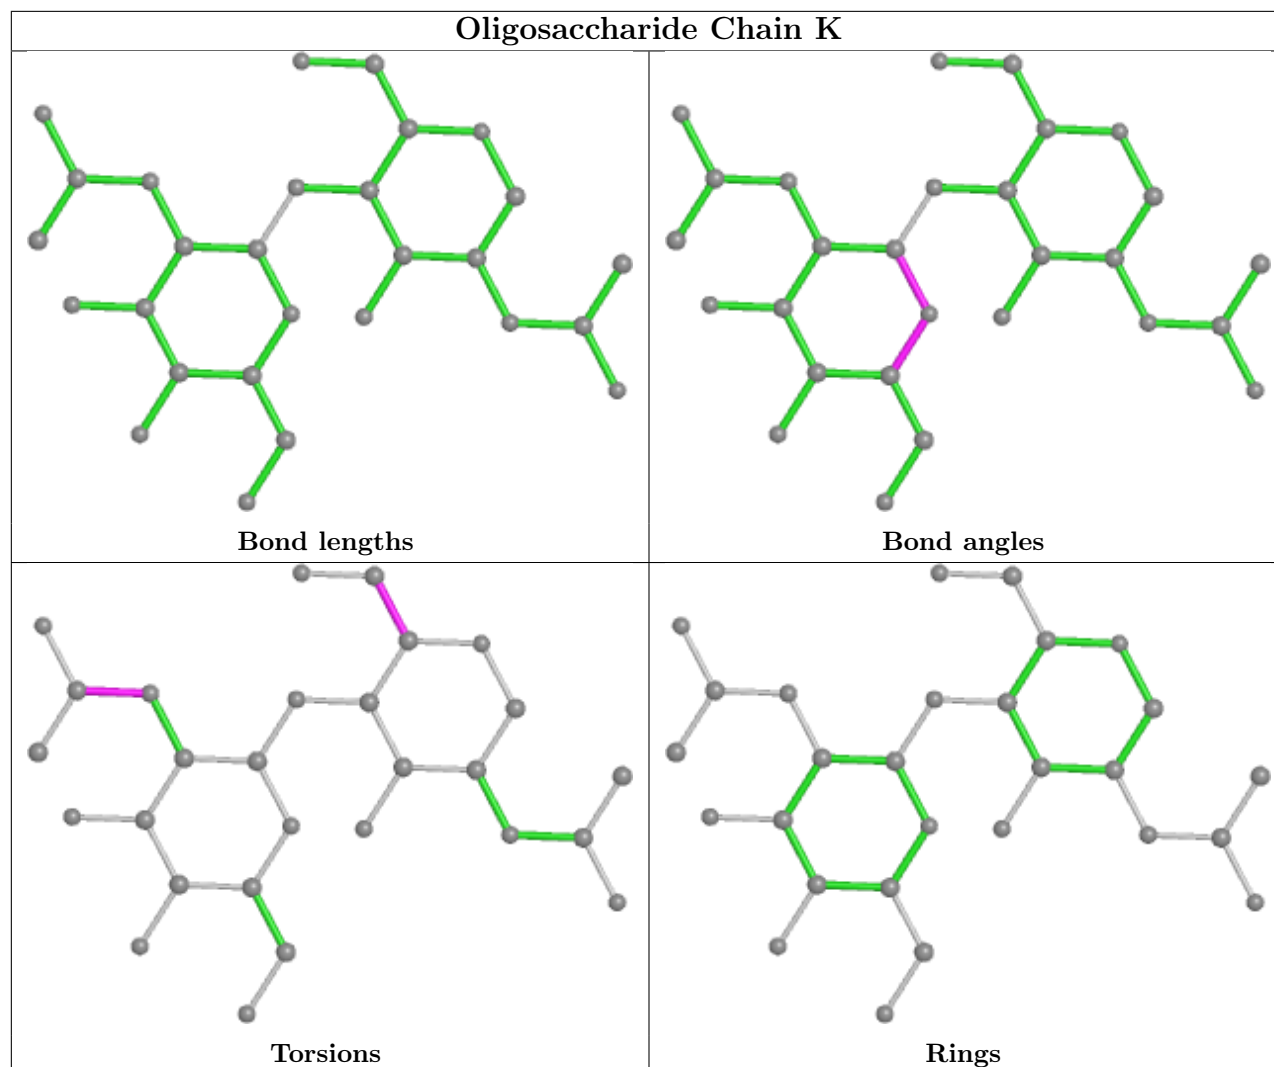 Oligosaccharide Chain K
Bond lengths
Bond angles
Torsions
Rings